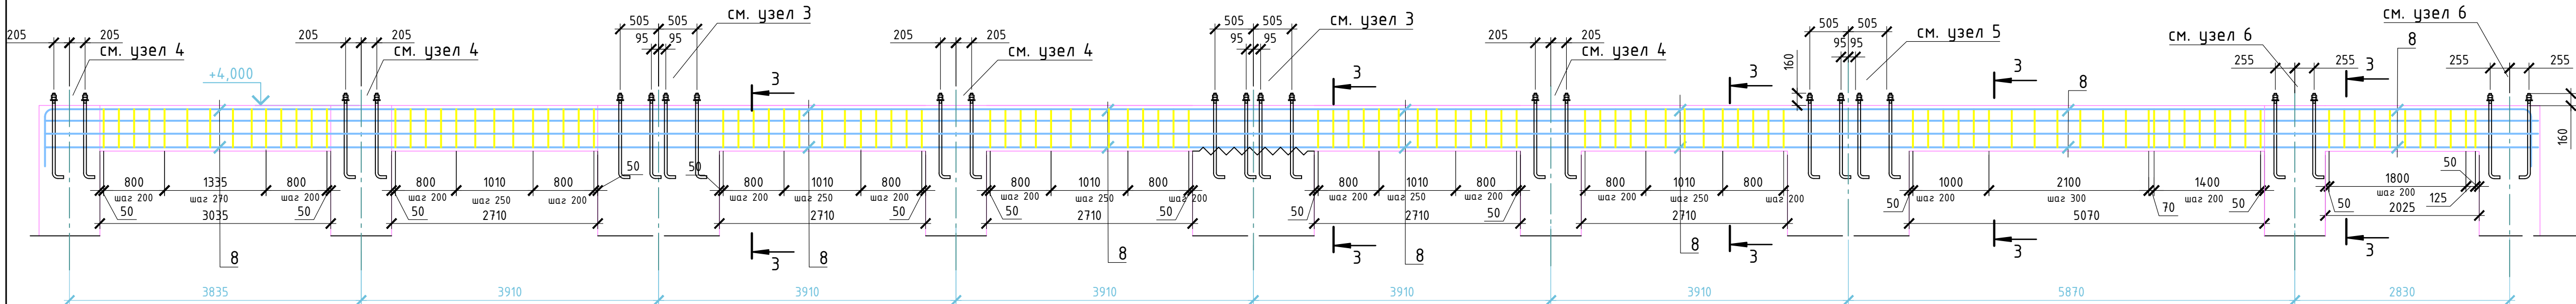 205 205 205 205 505 505 см. узел 3 205 205 505 505 см. узел 3 205 205 505 505 см. узел 5 см. узел 6 255 255 см. узел 6 255 255
см. узел 4 см. узел 4 95 95 см. узел 4 95 95 см. узел 4 95 95
+4,000 3 3 3 160 3 8 3 8 160
800 1335 800 800 1010 800 50 50 800 1010 800 800 1010 800 800 1010 800 800 1010 800 1000 2100 1400 1800 50
шаг 200 шаг 270 шаг 200 шаг 200 шаг 250 шаг 200 шаг 200 шаг 250 шаг 200 шаг 200 шаг 250 шаг 200 шаг 200 шаг 250 шаг 200 шаг 200 шаг 250 шаг 200 шаг 200 шаг 300 шаг 200 шаг 200
50 50 50 50 50 50 50 50 50 50 50 50 70 50 50 125
3035 2710 2710 2710 2710 2710 5070 2025
8 3 8 8 3 8 8 3 3 3
3835 3910 3910 3910 3910 3910 5870 2830